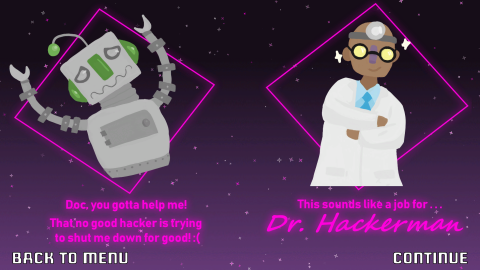 Doc, you gotta help me!
That no good hacker is trying
to shut me down for good! :(
This sounds like a job for . . .
Dr. Hackerman
BACK TO MENU
CONTINUE